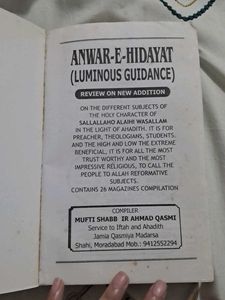 ANWAR-E-HIDAYAT
(LUMINOUS GUIDANCE)
REVIEW ON NEW ADDITION
ON THE DIFFERENT SUBJECTS OF
THE HOLY CHARACTER OF
SALLALLAHO ALAIHI WASALLAM
IN THE LIGHT OF AHADITH. IT IS FOR
PREACHER, THEOLOGIANS, STUDENTS.
AND THE HIGH AND LOW THE EXTREME
BENEFICIAL, IT IS FOR ALL THE MOST
TRUST WORTHY AND THE MOST
IMPRESSIVE RELIGIOUS, TO CALL THE
PEOPLE TO ALLAH REFORMATIVE
SUBJECTS.
CONTAINS 26 MAGAZINES COMPILATION
COMPILER
MUFTI SHABB IR AHMAD QASMI
Service to Iftah and Ahadith
Jamia Qasmiya Madarsa
Shahi, Moradabad Mob.: 9412552294